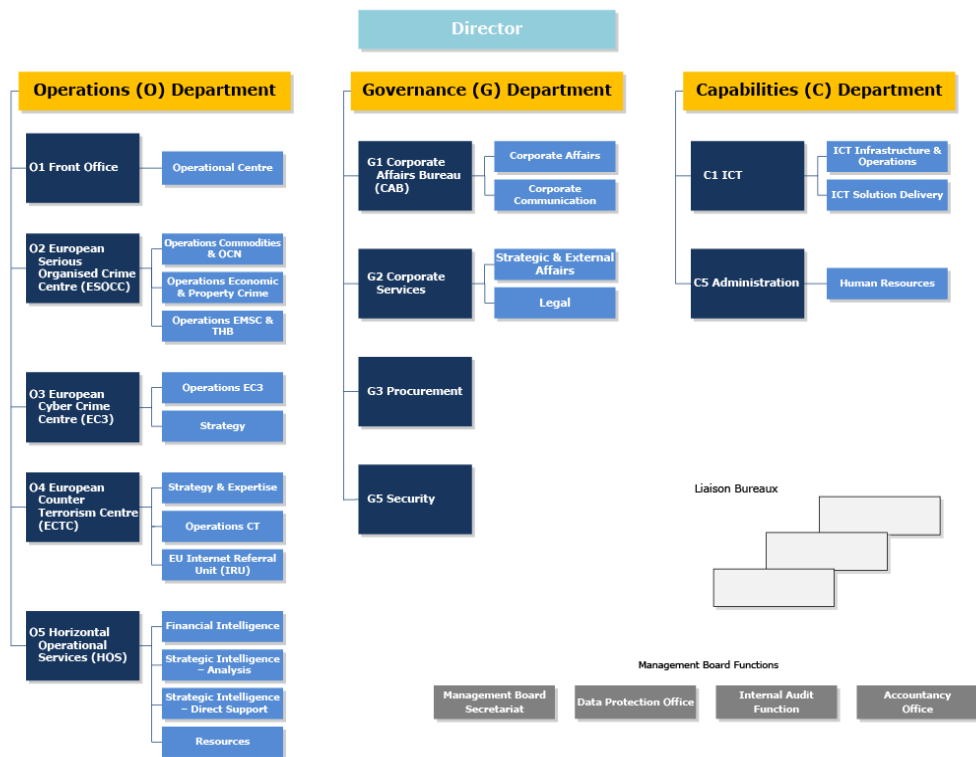 Director
Operations (O) Department
O1 Front Office
Operational Centre
O2 European
Serious
Organised Crime
Centre (ESOCC)
Operations Commodities
& OCN
Operations Economic
& Property Crime
Operations EMSC &
THB
O3 European
Cyber Crime
Centre (EC3)
Operations EC3
Strategy
O4 European
Counter
Terrorism Centre
(ECTC)
Strategy & Expertise
Operations CT
EU Internet Referral
Unit (IRU)
O5 Horizontal
Operational
Services (HOS)
Financial Intelligence
Strategic Intelligence
– Analysis
Strategic Intelligence
– Direct Support
Resources
Governance (G) Department
G1 Corporate
Affairs Bureau
(CAB)
Corporate Affairs
Corporate
Communication
G2 Corporate
Services
Strategic & External
Affairs
Legal
G3 Procurement
G5 Security
Capabilities (C) Department
C1 ICT
ICT Infrastructure &
Operations
ICT Solution Delivery
C5 Administration
Human Resources
Liaison Bureaux
Management Board Functions
Management Board
Secretariat
Data Protection Office
Internal Audit
Function
Accountancy
Office